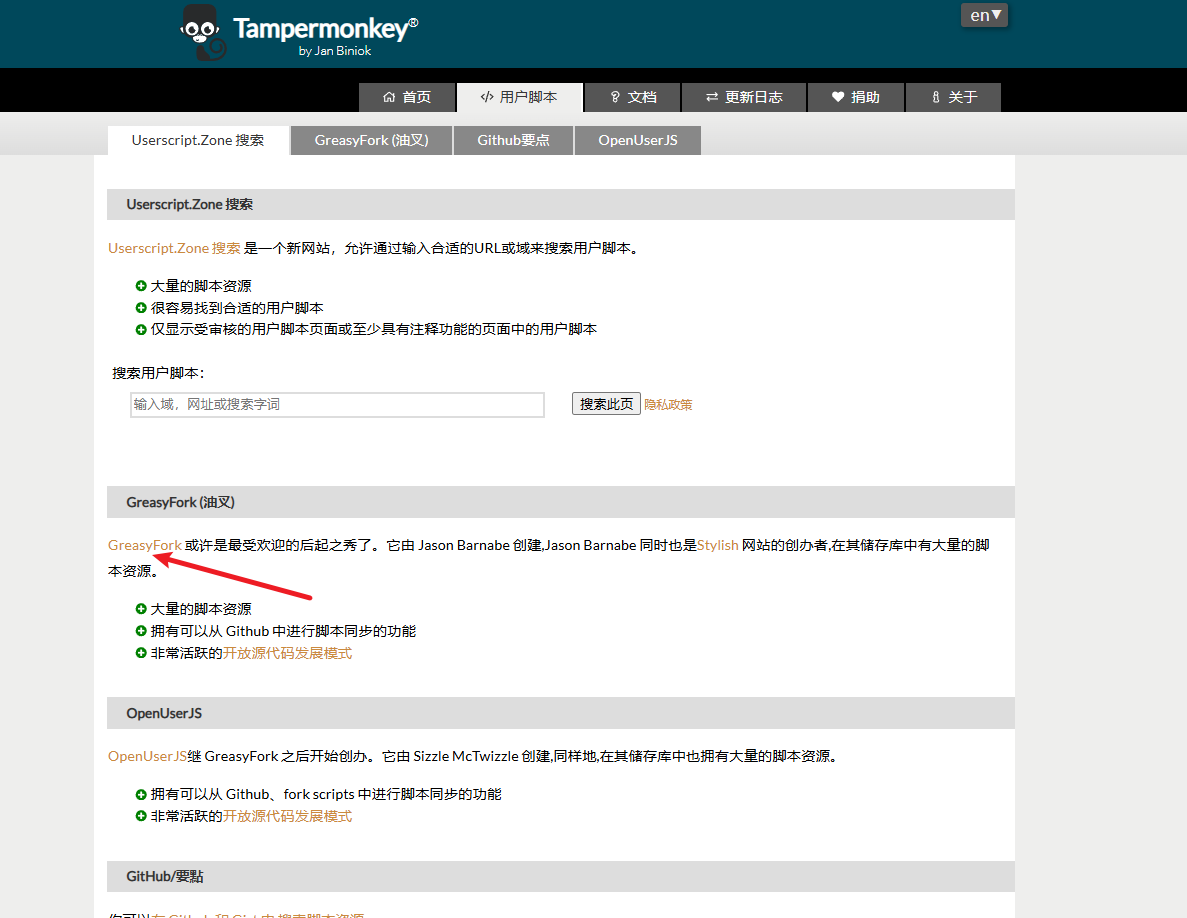 Tampermonkey®
by Jan Biniok
en▼
首页 用户脚本 文档 更新日志 捐助 关于
Userscript.Zone 搜索 GreasyFork (油叉) Github要点 OpenUserJS
Userscript.Zone 搜索
Userscript.Zone 搜索 是一个新网站，允许通过输入合适的URL或域来搜索用户脚本。
大量的脚本资源
很容易找到合适的用户脚本
仅显示受审核的用户脚本页面或至少具有注释功能的页面中的用户脚本
搜索用户脚本：
输入域，网址或搜索字词 搜索此页 隐私政策
GreasyFork (油叉)
GreasyFork 或许是最受欢迎的后起之秀了。它由 Jason Barnabe 创建,Jason Barnabe 同时也是Stylish 网站的创办者,在其储存库中有大量的脚
本资源。
大量的脚本资源
拥有可以从 Github 中进行脚本同步的功能
非常活跃的开放源代码发展模式
OpenUserJS
OpenUserJS继 GreasyFork 之后开始创办。它由 Sizzle McTwizzle 创建,同样地,在其储存库中也拥有大量的脚本资源。
拥有可以从 Github、fork scripts 中进行脚本同步的功能
非常活跃的开放源代码发展模式
GitHub/要點
你可以在 Github 和 Gist 中 搜索脚本资源